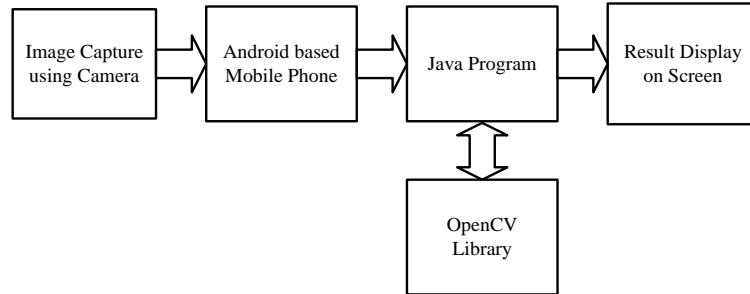 Image Capture
using Camera
Android based
Mobile Phone
Java Program
Result Display
on Screen
OpenCV
Library